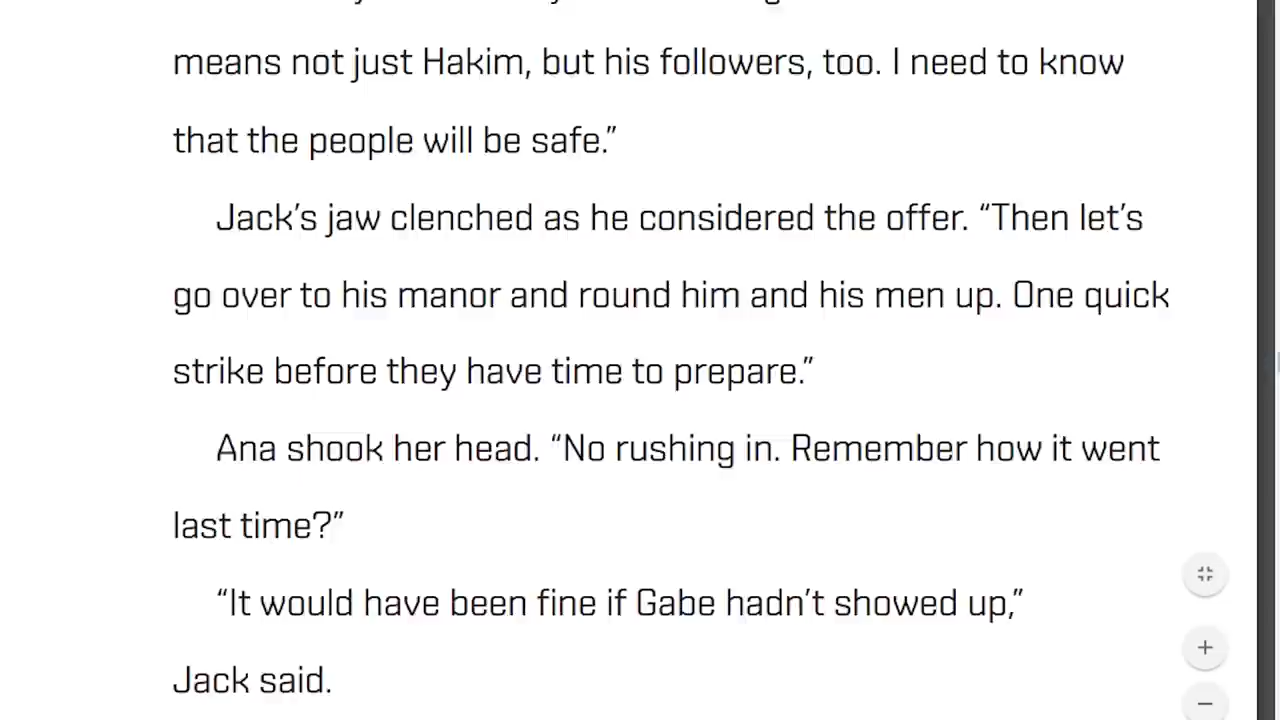 means not just Hakim, but his followers, too. I need to know
that the people will be safe.”
Jack’s jaw clenched as he considered the offer. “Then let’s
go over to his manor and round him and his men up. One quick
strike before they have time to prepare.”
Ana shook her head. “No rushing in. Remember how it went
last time?”
“It would have been fine if Gabe hadn’t showed up,”
Jack said.